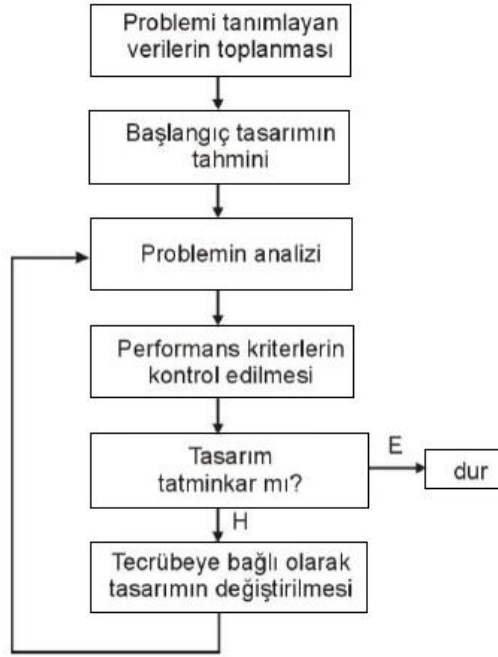 Problemi tanımlayan
verilerin toplanması
Başlangıç tasarımın
tahmini
Problemin analizi
Performans kriterlerin
kontrol edilmesi
Tasarım
tatminkar mı?
E
dur
H
Tecrübeye bağlı olarak
tasarımın değiştirilmesi